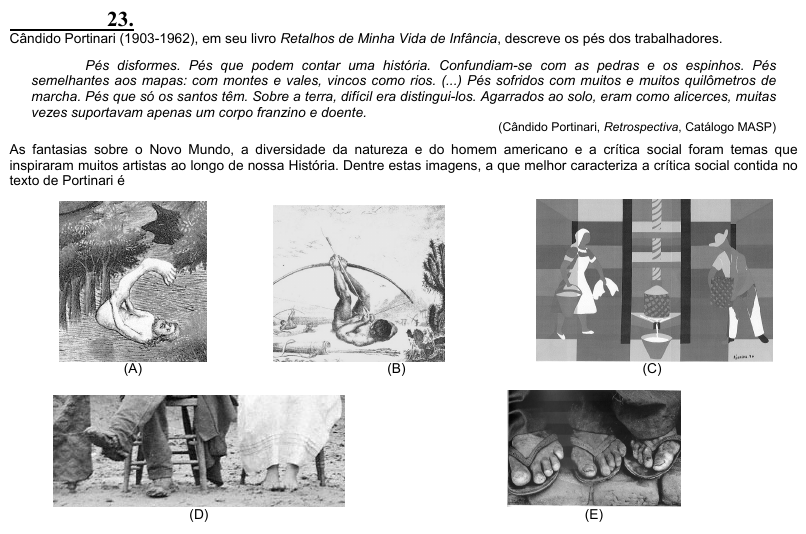 23.
Cândido Portinari (1903-1962), em seu livro Retalhos de Minha Vida de Infância, descreve os pés dos trabalhadores.
Pés disformes. Pés que podem contar uma história. Confundiam-se com as pedras e os espinhos. Pés
semelhantes aos mapas: com montes e vales, vincos como rios. (...) Pés sofridos com muitos e muitos quilômetros de
marcha. Pés que só os santos têm. Sobre a terra, difícil era distingui-los. Agarrados ao solo, eram como alicerces, muitas
vezes suportavam apenas um corpo franzino e doente.
(Cândido Portinari, Retrospectiva, Catálogo MASP)
As fantasias sobre o Novo Mundo, a diversidade da natureza e do homem americano e a crítica social foram temas que
inspiraram muitos artistas ao longo de nossa História. Dentre estas imagens, a que melhor caracteriza a crítica social contida no
texto de Portinari é
(A)
(B)
(C)
(D)
(E)